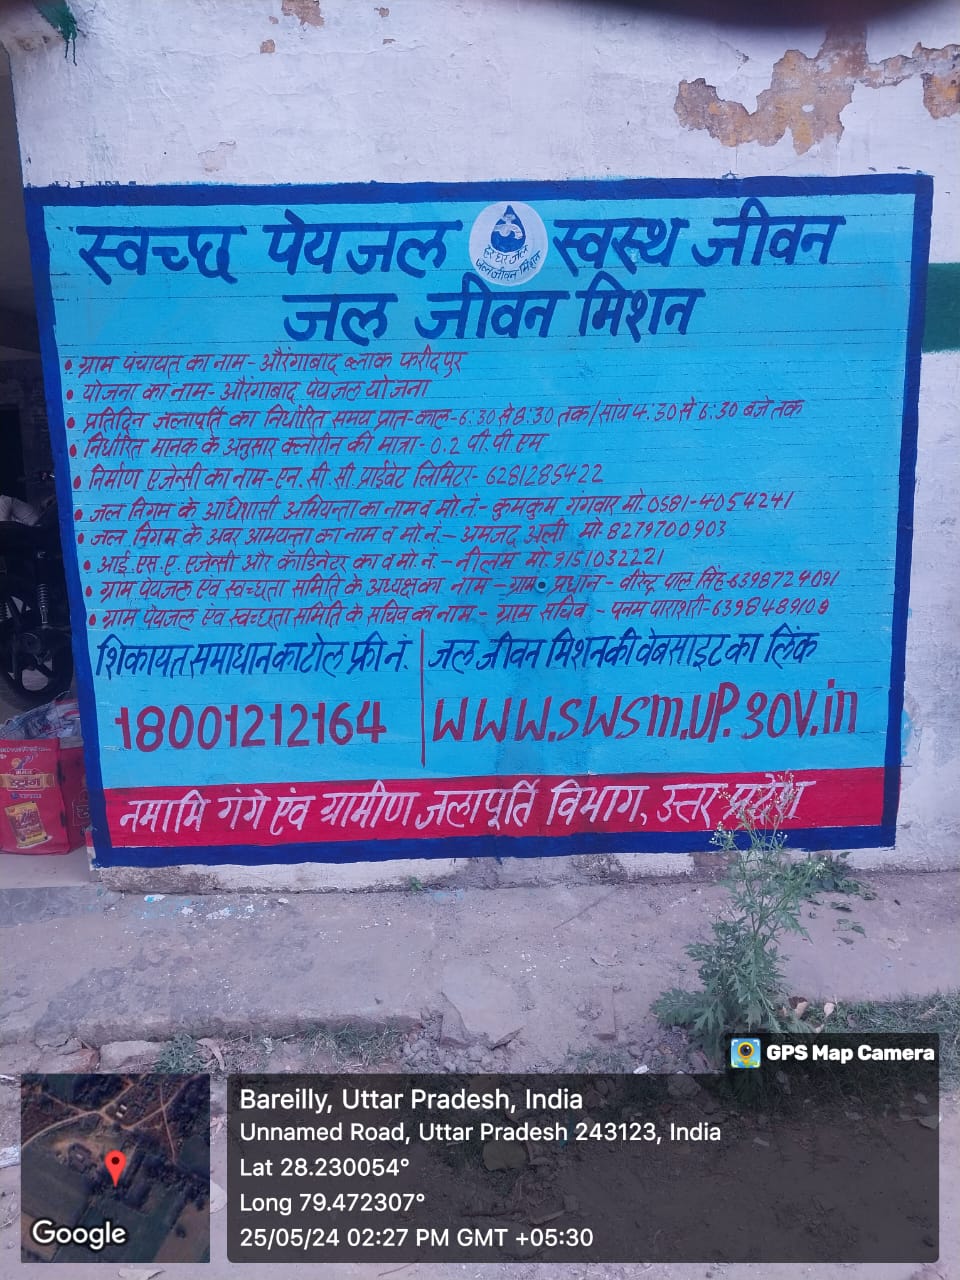 स्वच्छ पेयजल स्वस्थ जीवन
हर घर जल
जल जीवन मिशन
जल जीवन मिशन
• ग्राम पंचायत का नाम- औरंगाबाद ब्लाक फरीदपुर
• योजना का नाम- औरंगाबाद पेयजल योजना
• प्रतिदिन जलापूर्ति का निर्धारित समय प्रात-काल-6:30 से 8:30 तक/सांय 4:30 से 6:30 बजे तक
• निर्धारित मानक के अनुसार क्लोरीन की मात्रा- 0.2 पी.पी.एम
• निर्माण एजेन्सी का नाम-एन.सी.सी. प्राईवेट लिमिटर- 6281285422
• जल निगम के अधिशासी अभियन्ता का नाम व मो.नं- कुमकुम गंगवार मो.0581-4054241
• जल निगम के अवर अभियन्ता का नाम व मो.नं.- अमजद अली मो-8279700903
• आई.एस.ए. एजेन्सी और कॉडिनेटर का व मो.नं.- नीलम मो.9151032221
• ग्राम पेयजल एंव स्वच्छता समिति के अध्यक्ष का नाम- ग्राम प्रधान- वीरेन्द्र पाल सिंह-6398724091
• ग्राम पेयजल एंव स्वच्छता समिति के सचिव का नाम- ग्राम सचिव - पूनम पाराशरी-6398489109
शिकायत समाधान का टोल फ्री नं. जल जीवन मिशन की वेबसाइट का लिंक
18001212164 www.swsm.up.gov.in
नमामि गंगे एंव ग्रामीण जलापूर्ति विभाग, उत्तर प्रदेश
GPS Map Camera
Bareilly, Uttar Pradesh, India
Unnamed Road, Uttar Pradesh 243123, India
Lat 28.230054°
Long 79.472307°
25/05/24 02:27 PM GMT +05:30
Google